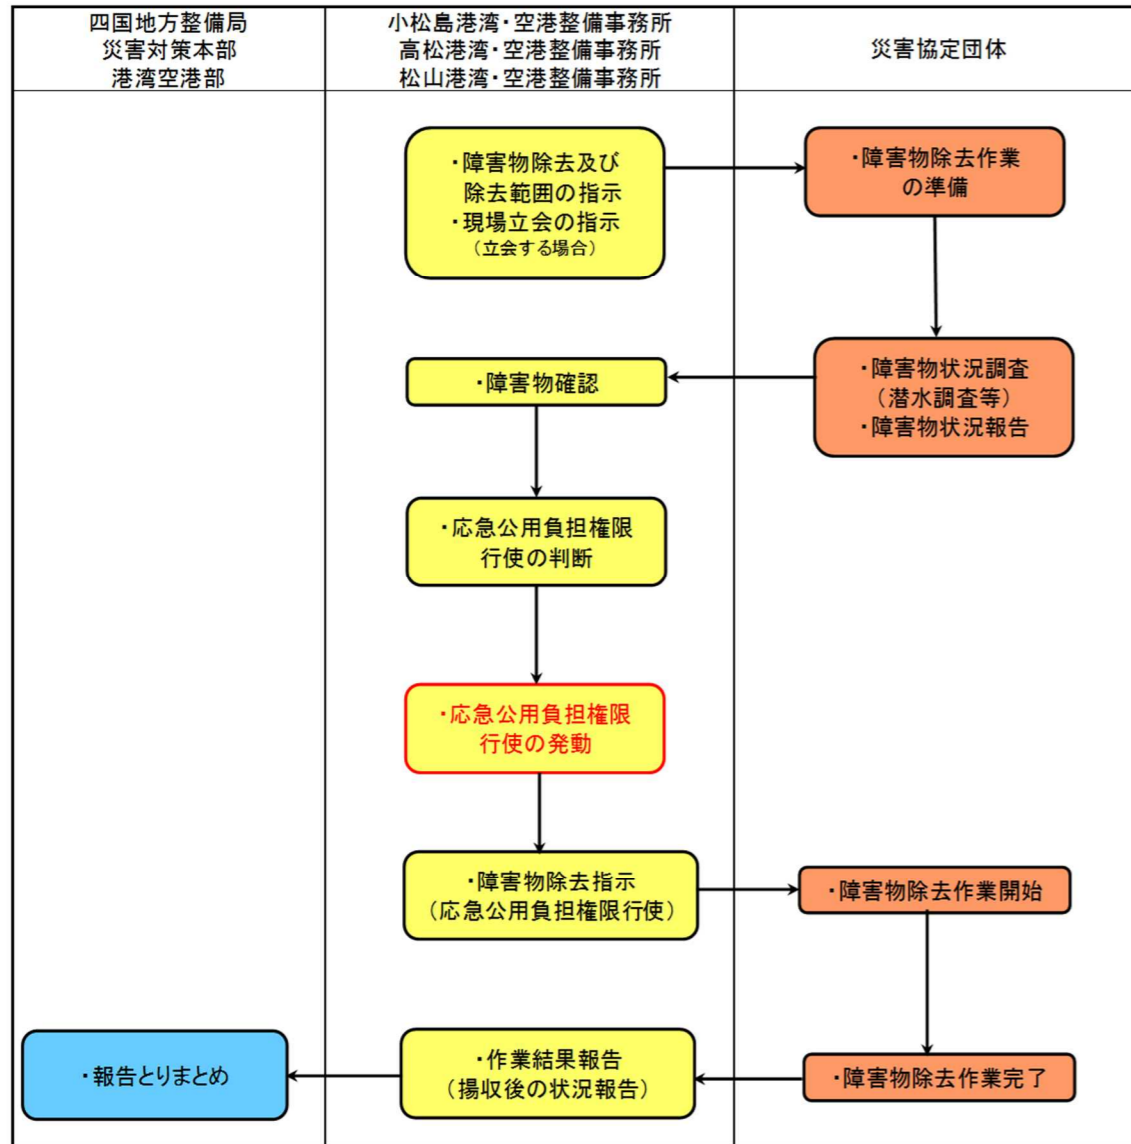 四国地方整備局
災害対策本部
港湾空港部
小松島港湾・空港整備事務所
高松港湾・空港整備事務所
松山港湾・空港整備事務所
災害協定団体
・障害物除去及び
除去範囲の指示
・現場立会の指示
（立会する場合）
・障害物除去作業
の準備
・障害物確認
・障害物状況調査
（潜水調査等）
・障害物状況報告
・応急公用負担権限
行使の判断
・応急公用負担権限
行使の発動
・障害物除去指示
（応急公用負担権限行使）
・障害物除去作業開始
・報告とりまとめ
・作業結果報告
（揚収後の状況報告）
・障害物除去作業完了